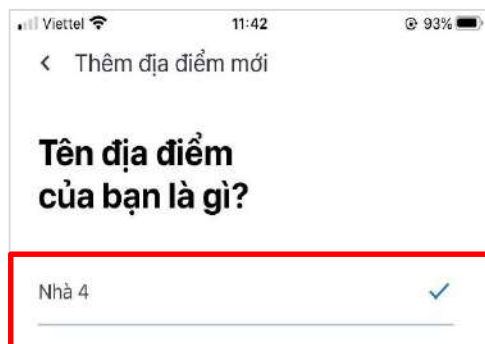 Viettel 11:42 93%
Thêm địa điểm mới
Tên địa điểm
của bạn là gì?
Nhà 4